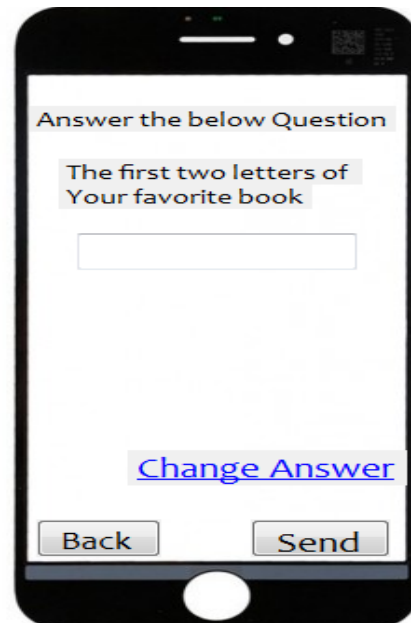 Answer the below Question
The first two letters of
Your favorite book
Change Answer
Back Send